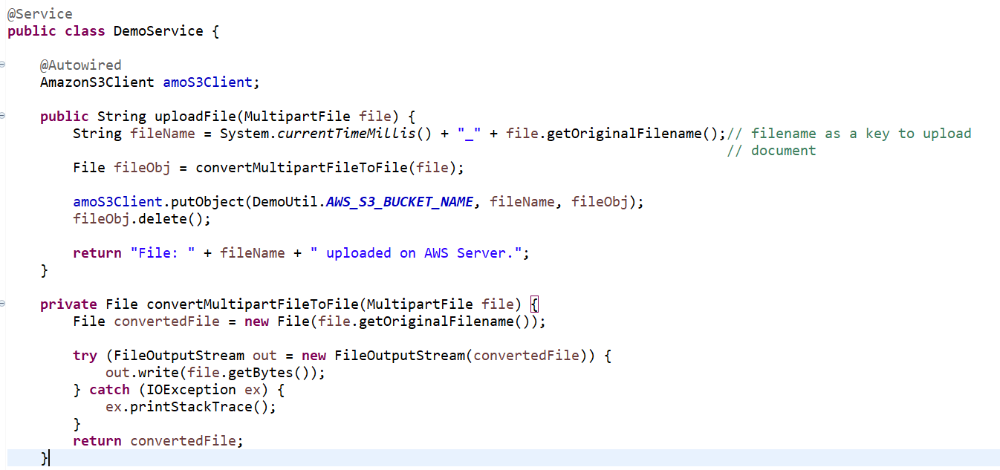 @Service
public class DemoService {
@Autowired
AmazonS3Client amoS3Client;
public String uploadFile(MultipartFile file) {
String fileName = System.currentTimeMillis() + "_" + file.getOriginalFilename();// filename as a key to upload
// document
File fileObj = convertMultipartFileToFile(file);
amoS3Client.putObject(DemoUtil.AWS_S3_BUCKET_NAME, fileName, fileObj);
fileObj.delete();
return "File: " + fileName + " uploaded on AWS Server.";
}
private File convertMultipartFileToFile(MultipartFile file) {
File convertedFile = new File(file.getOriginalFilename());
try (FileOutputStream out = new FileOutputStream(convertedFile)) {
out.write(file.getBytes());
} catch (IOException ex) {
ex.printStackTrace();
}
return convertedFile;
}